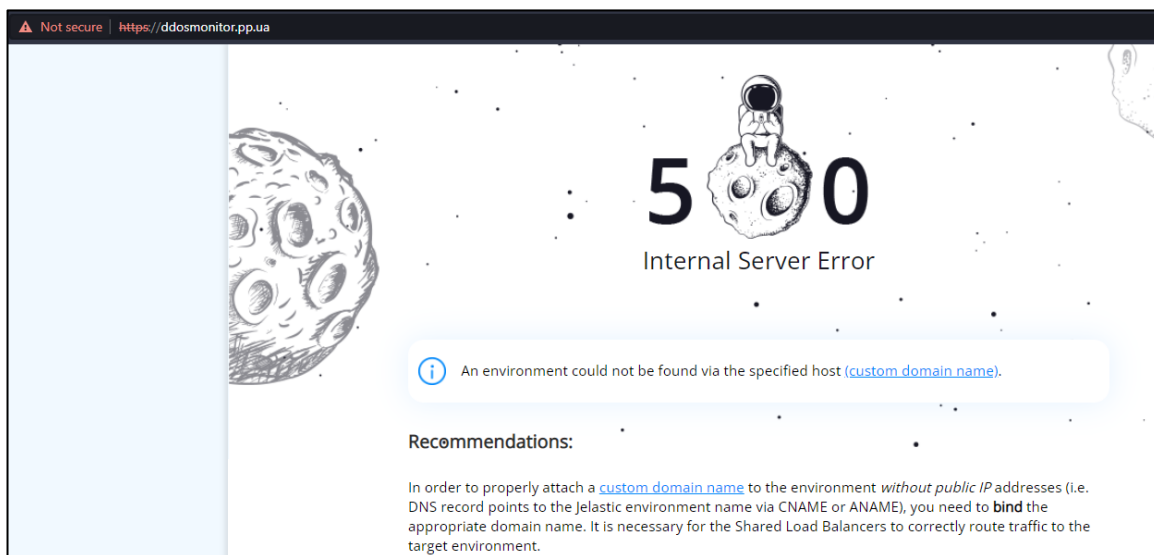 Not secure | https://ddosmonitor.pp.ua
500
Internal Server Error
An environment could not be found via the specified host (custom domain name).
Recommendations:
In order to properly attach a custom domain name to the environment without public IP addresses (i.e.
DNS record points to the Jelastic environment name via CNAME or ANAME), you need to bind the
appropriate domain name. It is necessary for the Shared Load Balancers to correctly route traffic to the
target environment.